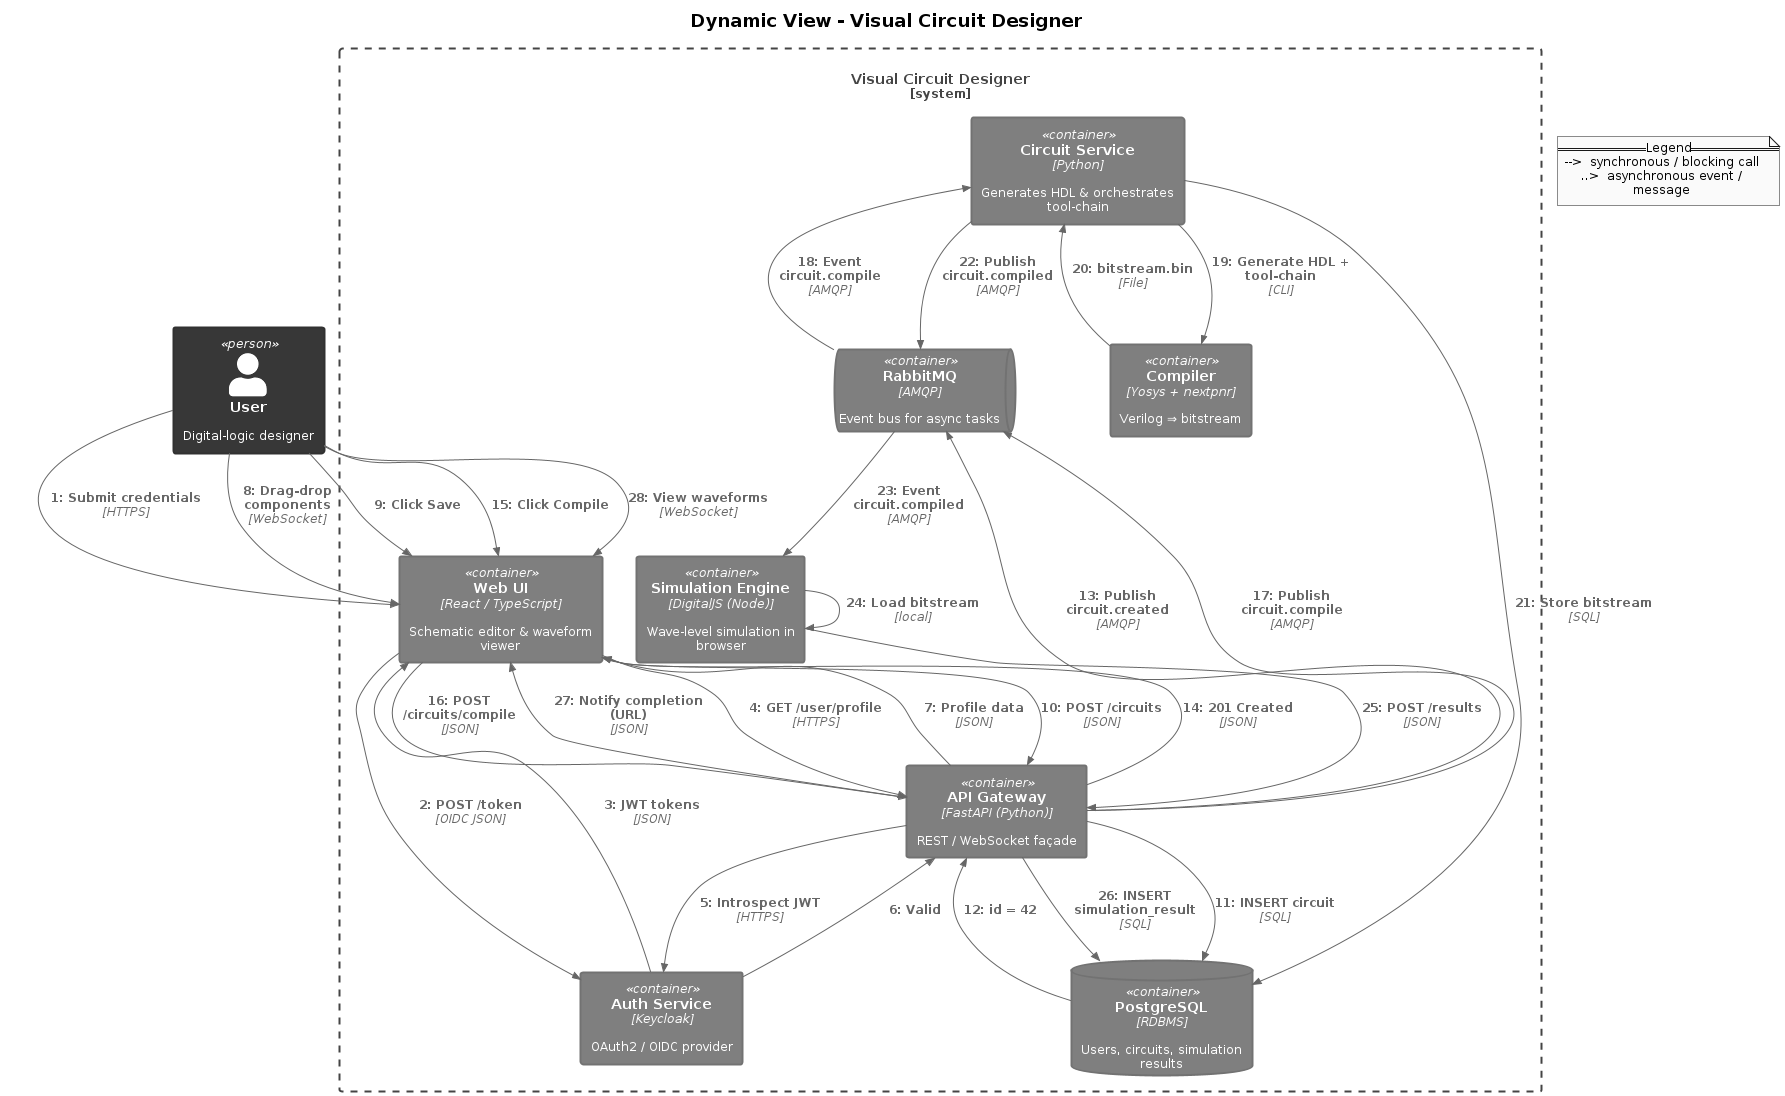 Dynamic View - Visual Circuit Designer
Visual Circuit Designer
[system]
«container»
Circuit Service
[Python]
Generates HDL & orchestrates
tool-chain
Legend
--> synchronous / blocking call
..> asynchronous event /
message
18: Event
circuit.compile
[AMQP]
22: Publish
circuit.compiled
[AMQP]
20: bitstream.bin
[File]
19: Generate HDL +
tool-chain
[CLI]
«person»
User
Digital-logic designer
«container»
RabbitMQ
[AMQP]
Event bus for async tasks
«container»
Compiler
[Yosys + nextpnr]
Verilog ⇒ bitstream
1: Submit credentials
[HTTPS]
8: Drag-drop
components
[WebSocket]
9: Click Save
15: Click Compile
28: View waveforms
[WebSocket]
23: Event
circuit.compiled
[AMQP]
«container»
Web UI
[React / TypeScript]
Schematic editor & waveform
viewer
«container»
Simulation Engine
[DigitalJS (Node)]
Wave-level simulation in
browser
24: Load bitstream
[local]
13: Publish
circuit.created
[AMQP]
17: Publish
circuit.compile
[AMQP]
21: Store bitstream
[SQL]
16: POST
/circuits/compile
[JSON]
27: Notify completion
(URL)
[JSON]
4: GET /user/profile
[HTTPS]
7: Profile data
[JSON]
10: POST /circuits
[JSON]
14: 201 Created
[JSON]
25: POST /results
[JSON]
2: POST /token
[OIDC JSON]
3: JWT tokens
[JSON]
«container»
API Gateway
[FastAPI (Python)]
REST / WebSocket façade
5: Introspect JWT
[HTTPS]
6: Valid
12: id = 42
26: INSERT
simulation_result
[SQL]
11: INSERT circuit
[SQL]
«container»
Auth Service
[Keycloak]
OAuth2 / OIDC provider
«container»
PostgreSQL
[RDBMS]
Users, circuits, simulation
results